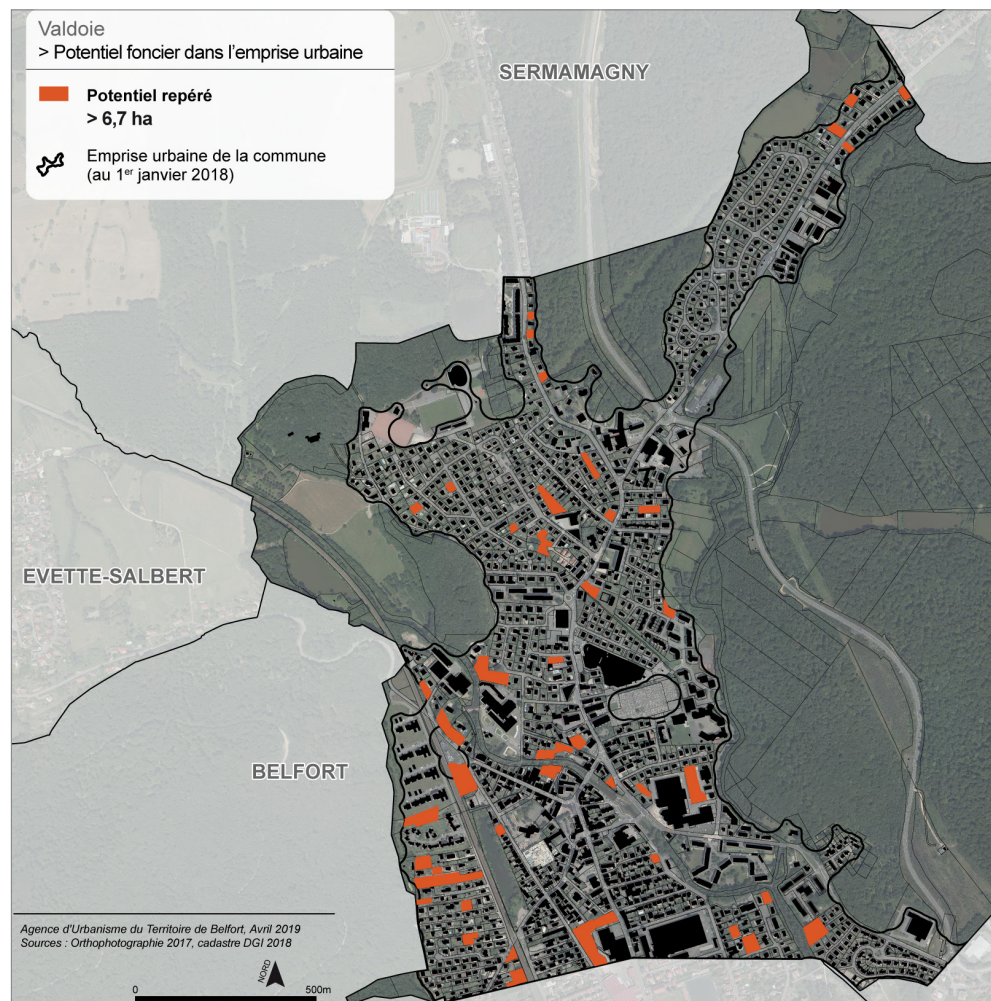 Valdoie
> Potentiel foncier dans l'emprise urbaine
Potentiel repéré
> 6,7 ha
Emprise urbaine de la commune
(au 1er janvier 2018)
SERMAMAGNY
EVETTE-SALBERT
BELFORT
Agence d'Urbanisme du Territoire de Belfort, Avril 2019
Sources : Orthophotographie 2017, cadastre DGI 2018
NORD
0 500m